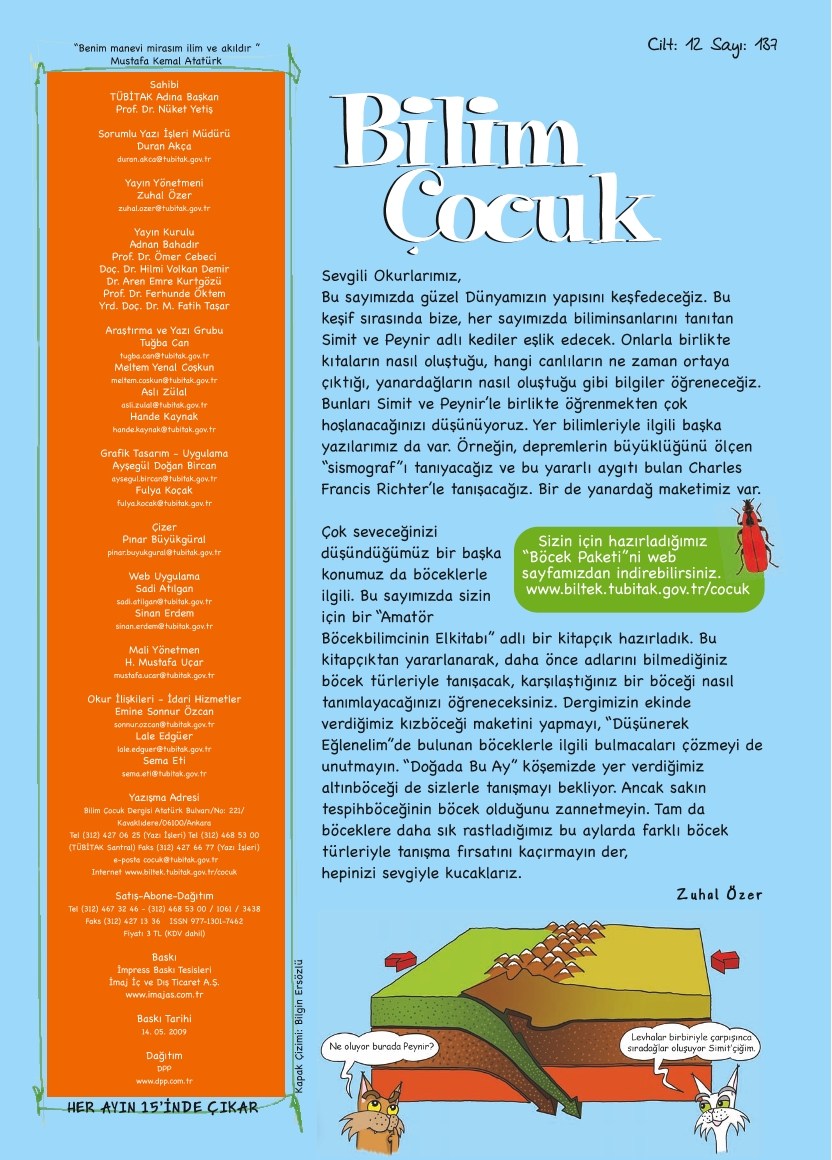 "Benim manevi mirasım ilim ve akıldır "
Mustafa Kemal Atatürk
Sahibi
TÜBİTAK Adına Başkan
Prof. Dr. Nüket Yetiş
Sorumlu Yazı İşleri Müdürü
Duran Akça
duran.akca@tubitak.gov.tr
Yayın Yönetmeni
Zuhal Özer
zuhal.ozer@tubitak.gov.tr
Yayın Kurulu
Adnan Bahadır
Prof. Dr. Ömer Cebeci
Doç. Dr. Hilmi Volkan Demir
Dr. Aren Emre Kurtgözü
Prof. Dr. Ferhunde Öktem
Yrd. Doç. Dr. M. Fatih Taşar
Araştırma ve Yazı Grubu
Tuğba Can
tugba.can@tubitak.gov.tr
Meltem Yenal Coşkun
meltem.coskun@tubitak.gov.tr
Aslı Zülal
asli.zulal@tubitak.gov.tr
Hande Kaynak
hande.kaynak@tubitak.gov.tr
Grafik Tasarım - Uygulama
Ayşegül Doğan Bircan
aysegul.bircan@tubitak.gov.tr
Fulya Koçak
fulya.kocak@tubitak.gov.tr
Çizer
Pınar Büyükgüral
pinar.buyukgural@tubitak.gov.tr
Web Uygulama
Sadi Atılgan
sadi.atilgan@tubitak.gov.tr
Sinan Erdem
sinan.erdem@tubitak.gov.tr
Mali Yönetmen
H. Mustafa Uçar
mustafa.ucar@tubitak.gov.tr
Okur İlişkileri - İdari Hizmetler
Emine Sonnur Özcan
sonnur.ozcan@tubitak.gov.tr
Lale Edgüer
lale.edguer@tubitak.gov.tr
Sema Eti
sema.eti@tubitak.gov.tr
Yazışma Adresi
Bilim Çocuk Dergisi Atatürk Bulvarı/No: 221/
Kavaklıdere/06100/Ankara
Tel (312) 427 06 25 (Yazı İşleri) Tel (312) 468 53 00
(TÜBİTAK Santral) Faks (312) 427 66 77 (Yazı İşleri)
e-posta cocuk@tubitak.gov.tr
Internet www.biltek.tubitak.gov.tr/cocuk
Satış-Abone-Dağıtım
Tel (312) 467 32 46 - (312) 468 53 00 / 1061 / 3438
Faks (312) 427 13 36 ISSN 977-1301-7462
Fiyatı 3 TL (KDV dahil)
Baskı
İmpress Baskı Tesisleri
İmaj İç ve Dış Ticaret A.Ş.
www.imajas.com.tr
Baskı Tarihi
14. 05. 2009
Dağıtım
DPP
www.dpp.com.tr
HER AYIN 15'İNDE ÇIKAR
Kapak Çizimi: Bilgin Ersözlü
Cilt: 12 Sayı: 137
Bilim
Çocuk
Sevgili Okurlarımız,
Bu sayımızda güzel Dünyamızın yapısını keşfedeceğiz. Bu
keşif sırasında bize, her sayımızda biliminsanlarını tanıtan
Simit ve Peynir adlı kediler eşlik edecek. Onlarla birlikte
kıtaların nasıl oluştuğu, hangi canlıların ne zaman ortaya
çıktığı, yanardağların nasıl oluştuğu gibi bilgiler öğreneceğiz.
Bunları Simit ve Peynir'le birlikte öğrenmekten çok
hoşlanacağınızı düşünüyoruz. Yer bilimleriyle ilgili başka
yazılarımız da var. Örneğin, depremlerin büyüklüğünü ölçen
"sismograf"ı tanıyacağız ve bu yararlı aygıtı bulan Charles
Francis Richter'le tanışacağız. Bir de yanardağ maketimiz var.
Çok seveceğinizi
düşündüğümüz bir başka
konumuz da böceklerle
ilgili. Bu sayımızda sizin
için bir "Amatör
Böcekbilimcinin Elkitabı" adlı bir kitapçık hazırladık. Bu
kitapçıktan yararlanarak, daha önce adlarını bilmediğiniz
böcek türleriyle tanışacak, karşılaştığınız bir böceği nasıl
tanımlayacağınızı öğreneceksiniz. Dergimizin ekinde
verdiğimiz kızböceği maketini yapmayı, "Düşünerek
Eğlenelim"de bulunan böceklerle ilgili bulmacaları çözmeyi de
unutmayın. "Doğada Bu Ay" köşemizde yer verdiğimiz
altınböceği de sizlerle tanışmayı bekliyor. Ancak sakın
tespihböceğinin böcek olduğunu zannetmeyin. Tam da
böceklere daha sık rastladığımız bu aylarda farklı böcek
türleriyle tanışma fırsatını kaçırmayın der,
hepinizi sevgiyle kucaklarız.
Zuhal Özer
Sizin için hazırladığımız
"Böcek Paketi"ni web
sayfamızdan indirebilirsiniz.
www.biltek.tubitak.gov.tr/cocuk
Ne oluyor burada Peynir?
Levhalar birbiriyle çarpışınca
sıradağlar oluşuyor Simit'çiğim.